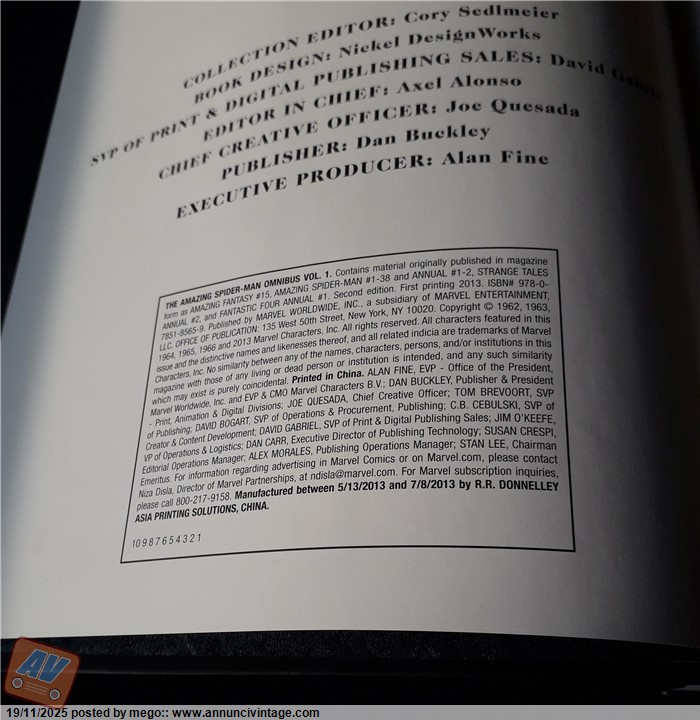 COLLECTION EDITOR: Cory Sedlmeier
BOOK DESIGN: Nickel DesignWorks
SVP OF PRINT & DIGITAL PUBLISHING SALES: David
EDITOR IN CHIEF: Axel Alonso
CHIEF CREATIVE OFFICER: Joe Quesada
PUBLISHER: Dan Buckley
EXECUTIVE PRODUCER: Alan Fine
THE AMAZING SPIDER-MAN OMNIBUS VOL. 1. Contains material originally published in magazine
form as AMAZING FANTASY #15, AMAZING SPIDER-MAN #1-38 and ANNUAL #1-2, STRANGE TALES
ANNUAL #2, and FANTASTIC FOUR ANNUAL #1. Second edition. First printing 2013. ISBN# 978-0-
7851-8565-9. Published by MARVEL WORLDWIDE, INC., a subsidiary of MARVEL ENTERTAINMENT,
LLC. OFFICE OF PUBLICATION: 135 West 50th Street, New York, NY 10020. Copyright © 1962, 1963,
1964, 1965, 1966 and 2013 Marvel Characters, Inc. All rights reserved. All characters featured in this
issue and the distinctive names and likenesses thereof, and all related indicia are trademarks of Marvel
Characters, Inc. No similarity between any of the names, characters, persons, and/or institutions in this
magazine with those of any living or dead person or institution is intended, and any such similarity
which may exist is purely coincidental. Printed in China. ALAN FINE, EVP - Office of the President,
Marvel Worldwide, Inc. and EVP & CMO Marvel Characters B.V.; DAN BUCKLEY, Publisher & President
- Print, Animation & Digital Divisions; JOE QUESADA, Chief Creative Officer; TOM BREVOORT, SVP
of Publishing; DAVID BOGART, SVP of Operations & Procurement, Publishing; C.B. CEBULSKI, SVP of
Creator & Content Development; DAVID GABRIEL, SVP of Print & Digital Publishing Sales; JIM O'KEEFE,
VP of Operations & Logistics; DAN CARR, Executive Director of Publishing Technology; SUSAN CRESPI,
Editorial Operations Manager; ALEX MORALES, Publishing Operations Manager; STAN LEE, Chairman
Emeritus. For information regarding advertising in Marvel Comics or on Marvel.com, please contact
Niza Disla, Director of Marvel Partnerships, at ndisla@marvel.com. For Marvel subscription inquiries,
please call 800-217-9158. Manufactured between 5/13/2013 and 7/8/2013 by R.R. DONNELLEY
ASIA PRINTING SOLUTIONS, CHINA.
10 9 8 7 6 5 4 3 2 1
AV
19/11/2025 posted by mego:: www.annuncivintage.com